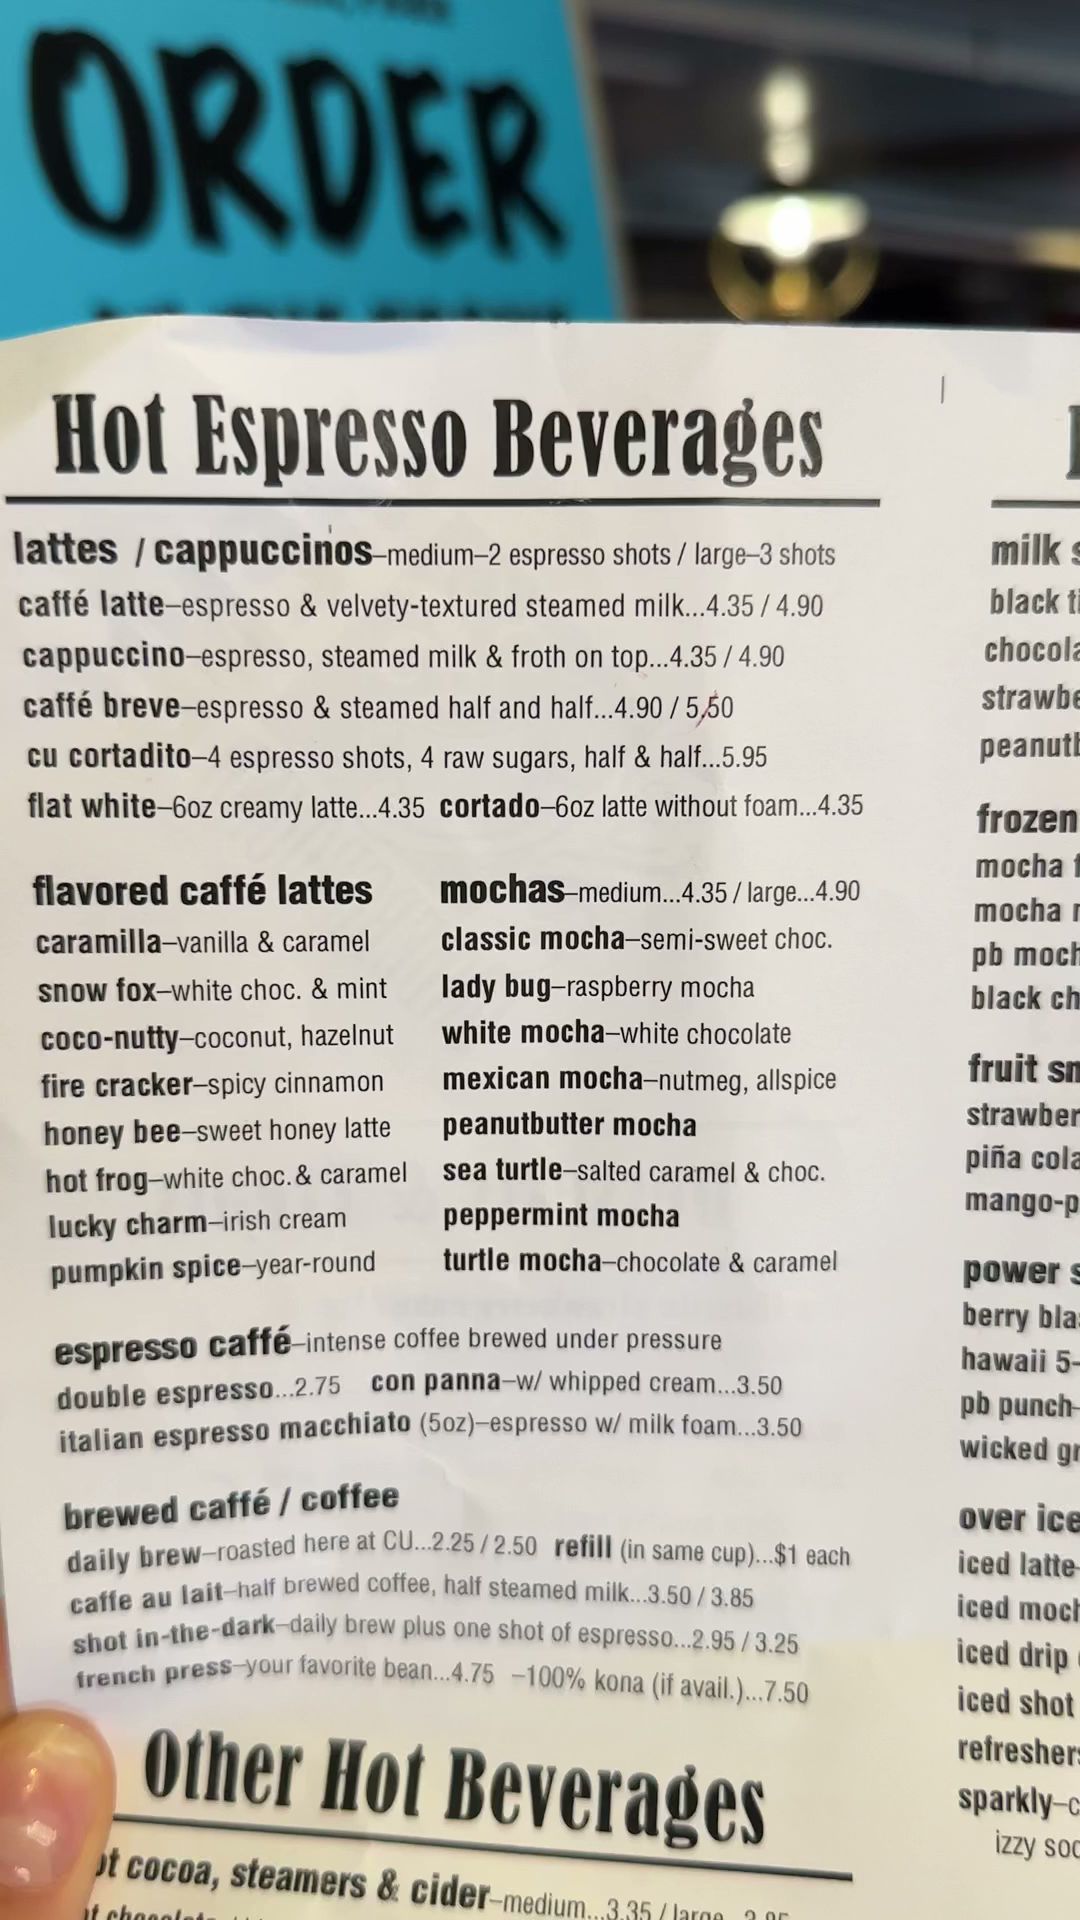 ORDER
Hot Espresso Beverages
lattes / cappuccinos–medium–2 espresso shots / large–3 shots
caffé latte–espresso & velvety-textured steamed milk...4.35 / 4.90
cappuccino–espresso, steamed milk & froth on top...4.35 / 4.90
caffé breve–espresso & steamed half and half...4.90 / 5.50
cu cortadito–4 espresso shots, 4 raw sugars, half & half...5.95
flat white–6oz creamy latte...4.35 cortado–6oz latte without foam...4.35
flavored caffé lattes
caramilla–vanilla & caramel
snow fox–white choc. & mint
coco-nutty–coconut, hazelnut
fire cracker–spicy cinnamon
honey bee–sweet honey latte
hot frog–white choc.& caramel
lucky charm–irish cream
pumpkin spice–year-round
mochas–medium...4.35 / large...4.90
classic mocha–semi-sweet choc.
lady bug–raspberry mocha
white mocha–white chocolate
mexican mocha–nutmeg, allspice
peanutbutter mocha
sea turtle–salted caramel & choc.
peppermint mocha
turtle mocha–chocolate & caramel
espresso caffé–intense coffee brewed under pressure
double espresso...2.75 con panna–w/ whipped cream...3.50
italian espresso macchiato (5oz)–espresso w/ milk foam...3.50
brewed caffé / coffee
daily brew–roasted here at CU...2.25 / 2.50 refill (in same cup)...$1 each
caffe au lait–half brewed coffee, half steamed milk...3.50 / 3.85
shot in-the-dark–daily brew plus one shot of espresso...2.95 / 3.25
french press–your favorite bean...4.75 –100% kona (if avail.)...7.50
Other Hot Beverages
cocoa, steamers & cider–medium...3.35 / large
milk
black
frozen
mocha
mocha
pb
black
fruit
piña
power
berry
hawaii
pb punch–
wicked
over
iced latte–
iced
iced drip
iced shot
sparkly–
izzy